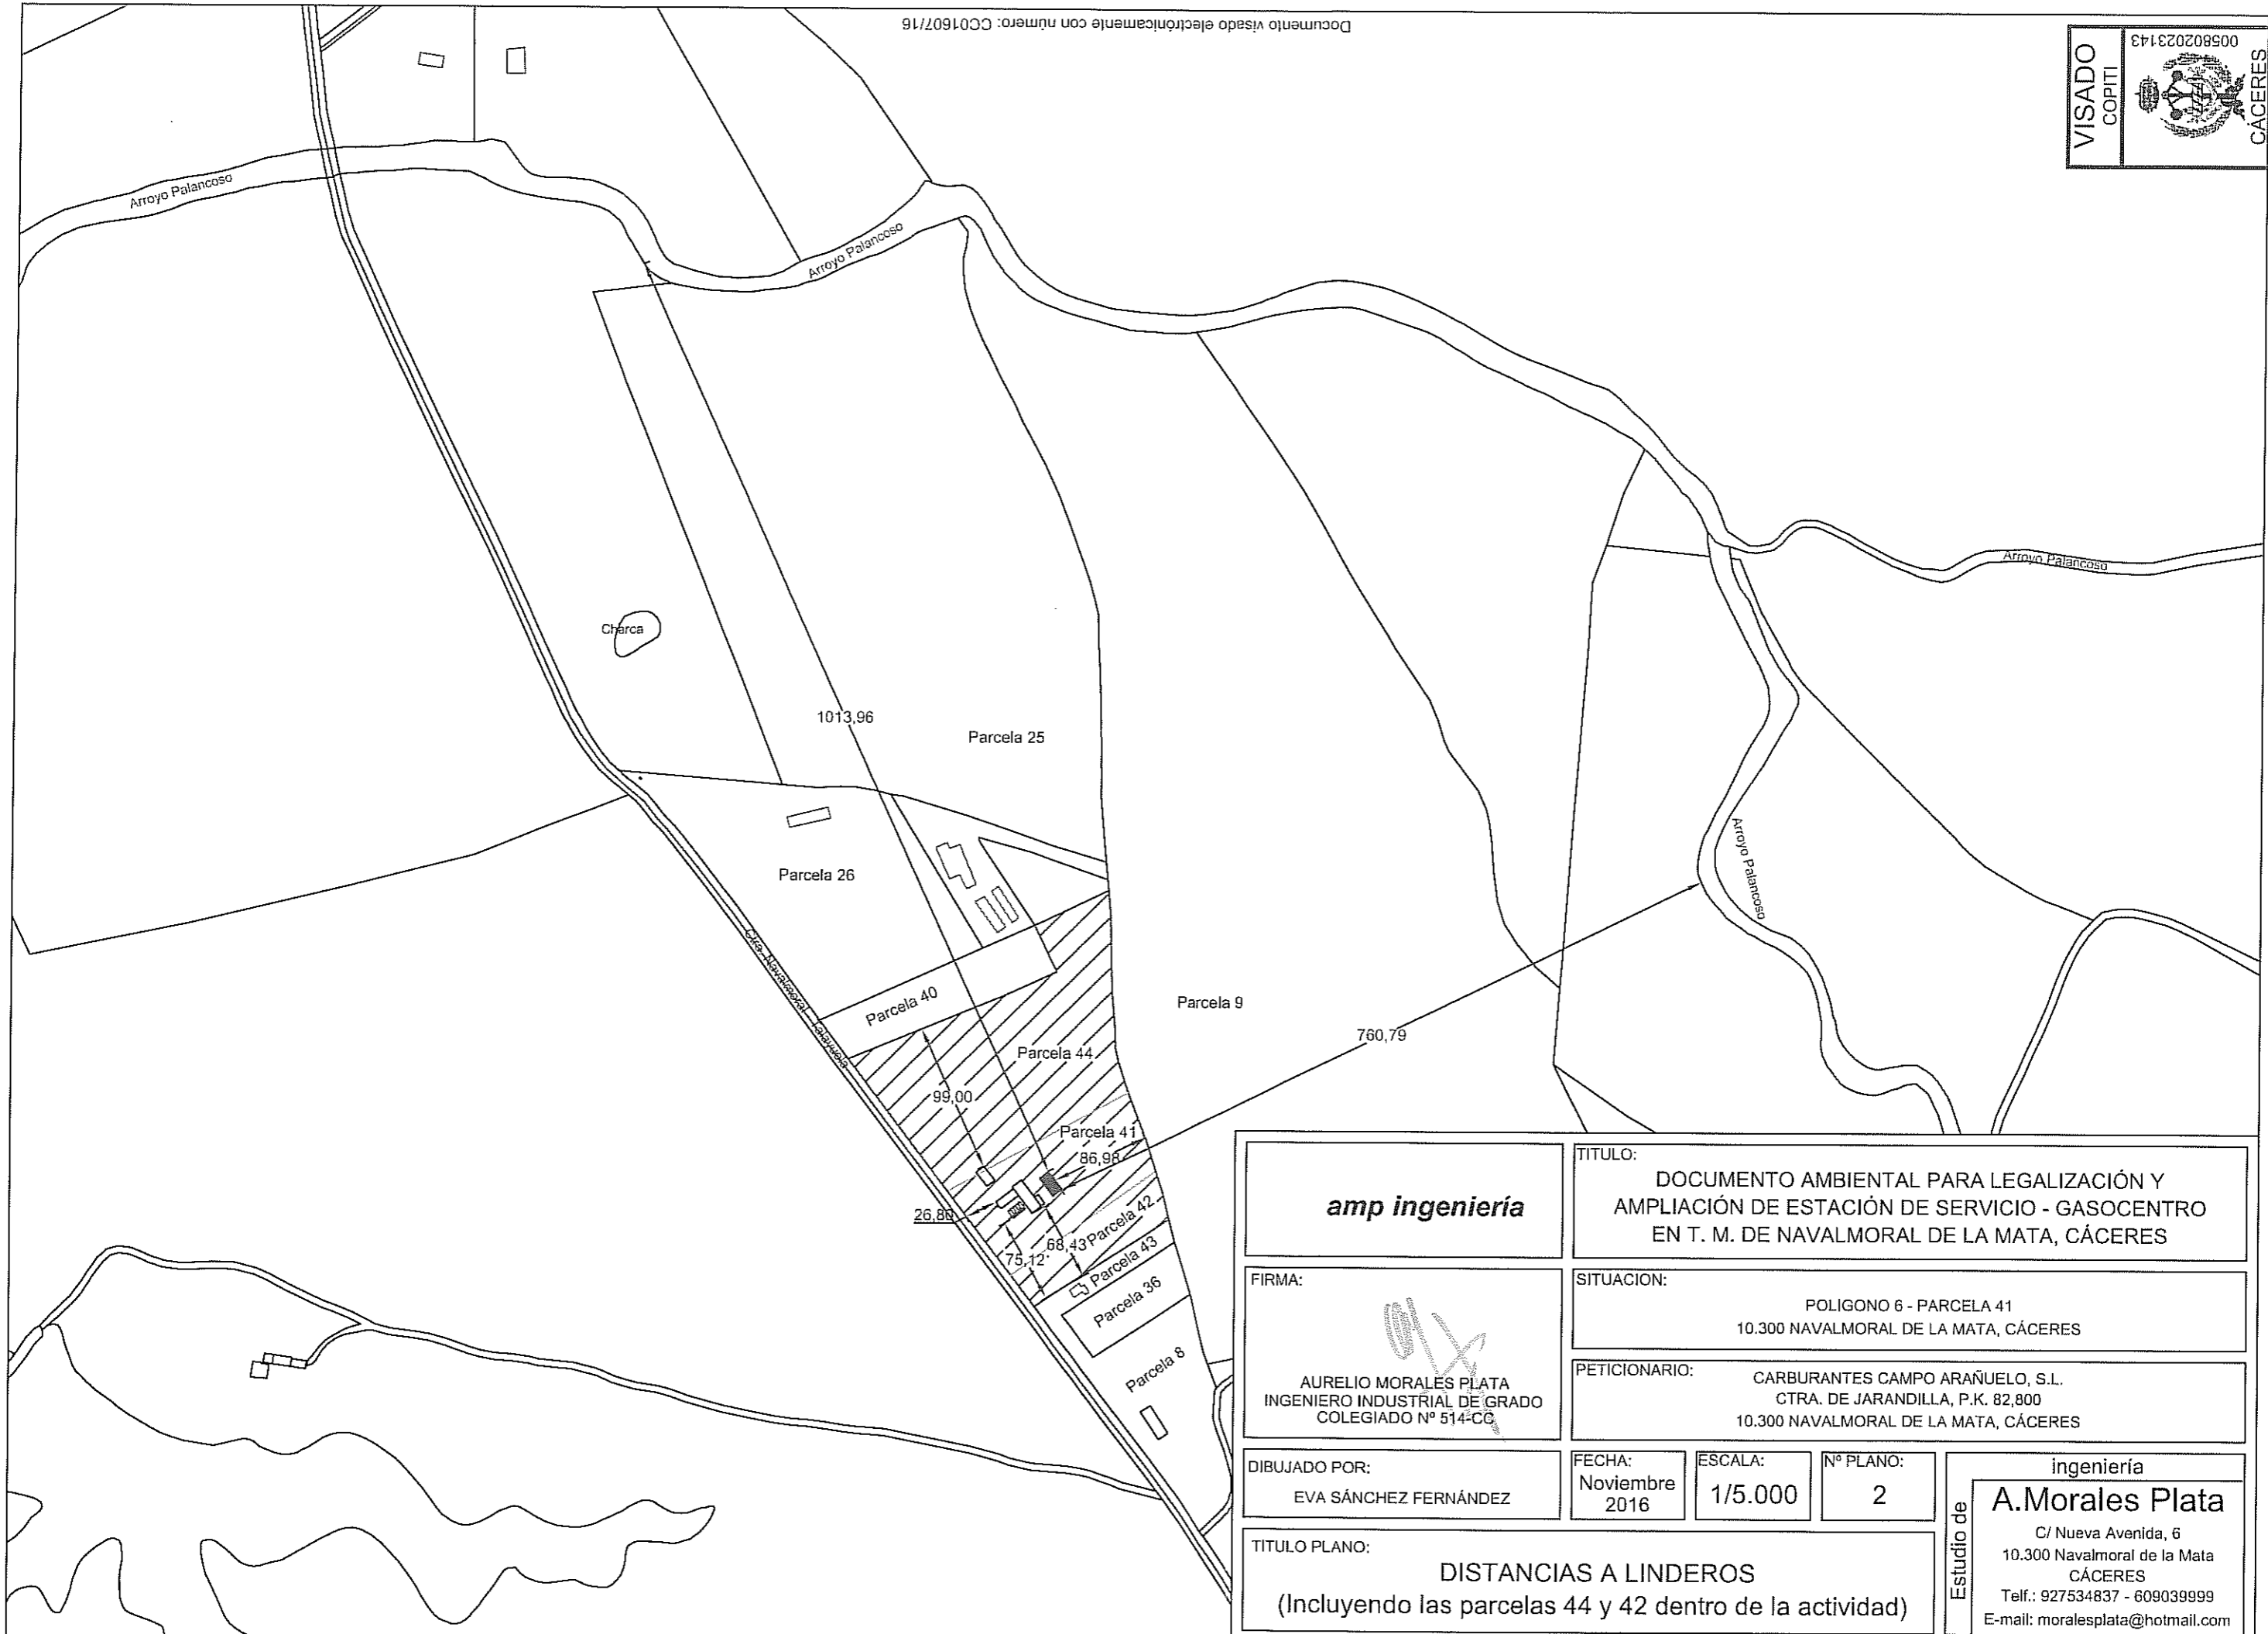 Documento visado electrónicamente con número: CC01607/16
VISADO
COPITI
005802023143
CÁCERES
Arroyo Palancoso
Arroyo Palancoso
Arroyo Palancoso
Charca
1013,96
Parcela 25
Arroyo Palancoso
Parcela 26
Ctra. Navalmoral - Talayuela
Parcela 40
Parcela 9
760,79
Parcela 44
99,00
Parcela 41
86,98
26,80
68,43
Parcela 42
75,12
Parcela 43
Parcela 36
Parcela 8
amp ingeniería
TITULO:
DOCUMENTO AMBIENTAL PARA LEGALIZACIÓN Y
AMPLIACIÓN DE ESTACIÓN DE SERVICIO - GASOCENTRO
EN T. M. DE NAVALMORAL DE LA MATA, CÁCERES
FIRMA:
AURELIO MORALES PLATA
INGENIERO INDUSTRIAL DE GRADO
COLEGIADO Nº 514-CC
SITUACION:
POLIGONO 6 - PARCELA 41
10.300 NAVALMORAL DE LA MATA, CÁCERES
PETICIONARIO:
CARBURANTES CAMPO ARAÑUELO, S.L.
CTRA. DE JARANDILLA, P.K. 82,800
10.300 NAVALMORAL DE LA MATA, CÁCERES
DIBUJADO POR:
EVA SÁNCHEZ FERNÁNDEZ
FECHA:
Noviembre
2016
ESCALA:
1/5.000
Nº PLANO:
2
TITULO PLANO:
DISTANCIAS A LINDEROS
(Incluyendo las parcelas 44 y 42 dentro de la actividad)
Estudio de
ingeniería
A.Morales Plata
C/ Nueva Avenida, 6
10.300 Navalmoral de la Mata
CÁCERES
Telf.: 927534837 - 609039999
E-mail: moralesplata@hotmail.com